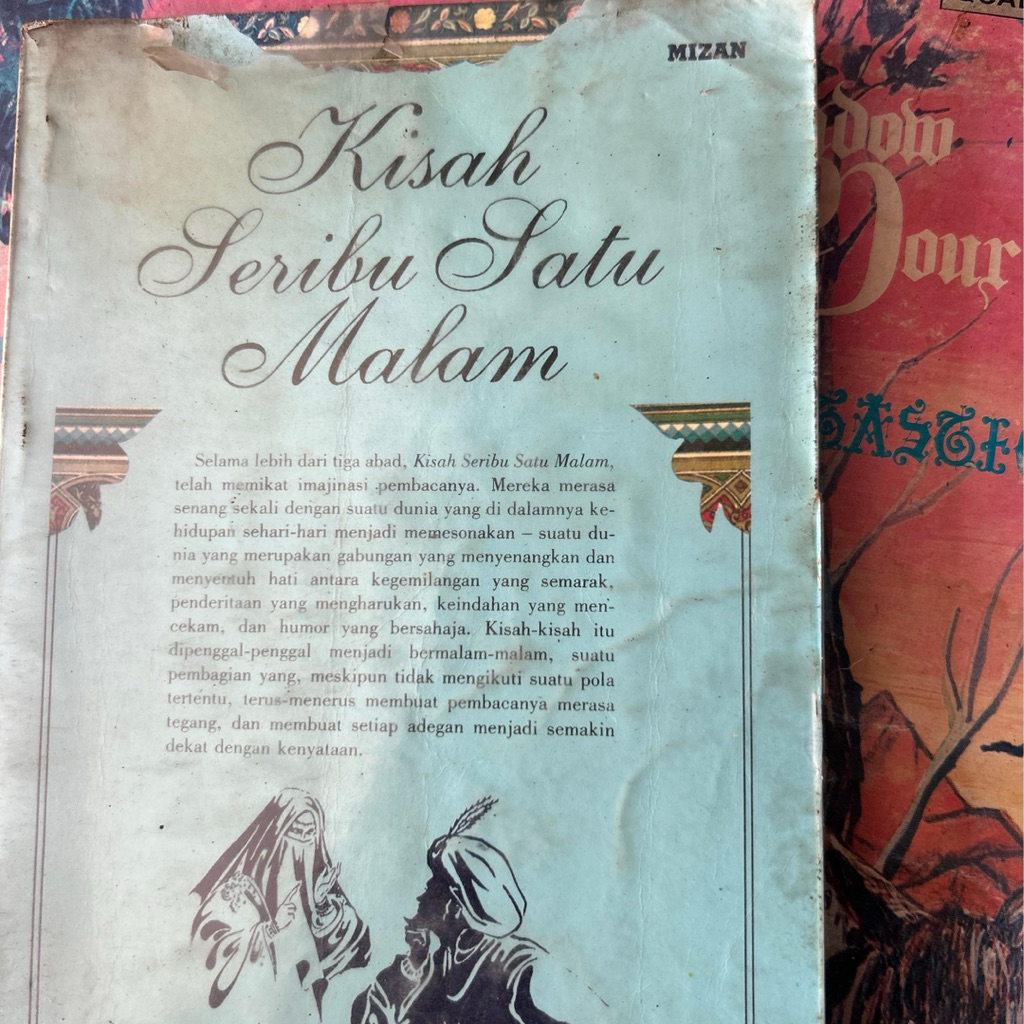 MIZAN
Kisah
Seribu Satu
Malam
Selama lebih dari tiga abad, Kisah Seribu Satu Malam,
telah memikat imajinasi pembacanya. Mereka merasa
senang sekali dengan suatu dunia yang di dalamnya ke-
hidupan sehari-hari menjadi memesonakan – suatu du-
nia yang merupakan gabungan yang menyenangkan dan
menyentuh hati antara kegemilangan yang semarak,
penderitaan yang mengharukan, keindahan yang men-
cekam, dan humor yang bersahaja. Kisah-kisah itu
dipenggal-penggal menjadi bermalam-malam, suatu
pembagian yang, meskipun tidak mengikuti suatu pola
tertentu, terus-menerus membuat pembacanya merasa
tegang, dan membuat setiap adegan menjadi semakin
dekat dengan kenyataan.
dow
Your